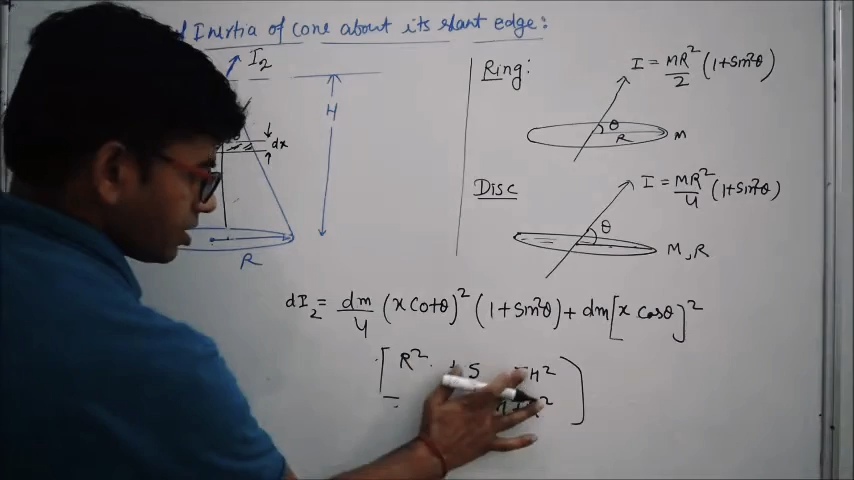 Inertia of cone about its slant edge:
I₂
H
dx
R
Ring:
I = MR²/2 (1+sin²θ)
θ
R
M
Disc
I = MR²/4 (1+sin²θ)
θ
M,R
dI₂ = dm/4 (x cotθ)² (1+sin²θ) + dm[x cosθ]²
R²